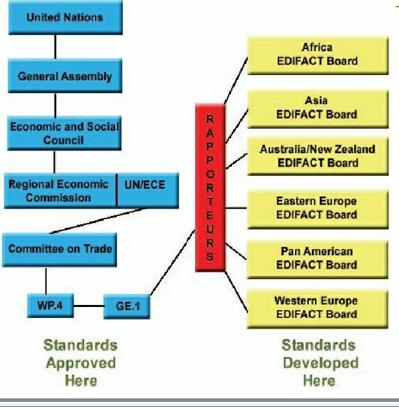 United Nations
General Assembly
Economic and Social
Council
Regional Economic
Commission
UN/ECE
Committee on Trade
WP.4
GE.1
Standards
Approved
Here
RAPPORTEURS
Africa
EDIFACT Board
Asia
EDIFACT Board
Australia/New Zealand
EDIFACT Board
Eastern Europe
EDIFACT Board
Pan American
EDIFACT Board
Western Europe
EDIFACT Board
Standards
Developed
Here